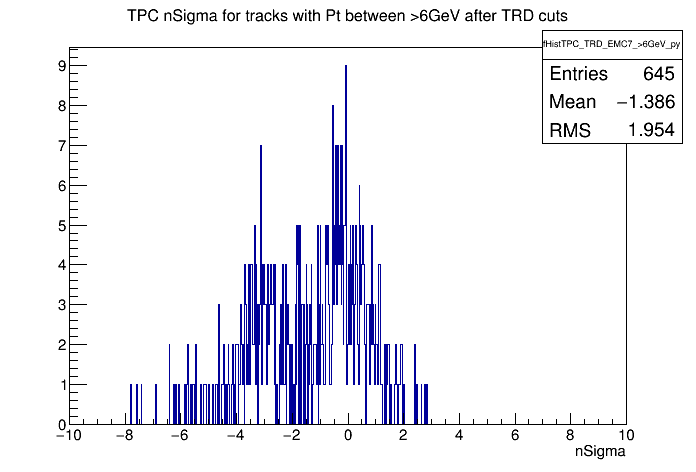 TPC nSigma for tracks with Pt between >6GeV after TRD cuts
fHistTPC_TRD_EMC7_>6GeV_py
Entries 645
Mean −1.386
RMS 1.954
9
8
7
6
5
4
3
2
1
0
−10 −8 −6 −4 −2 0 2 4 6 8 10
nSigma